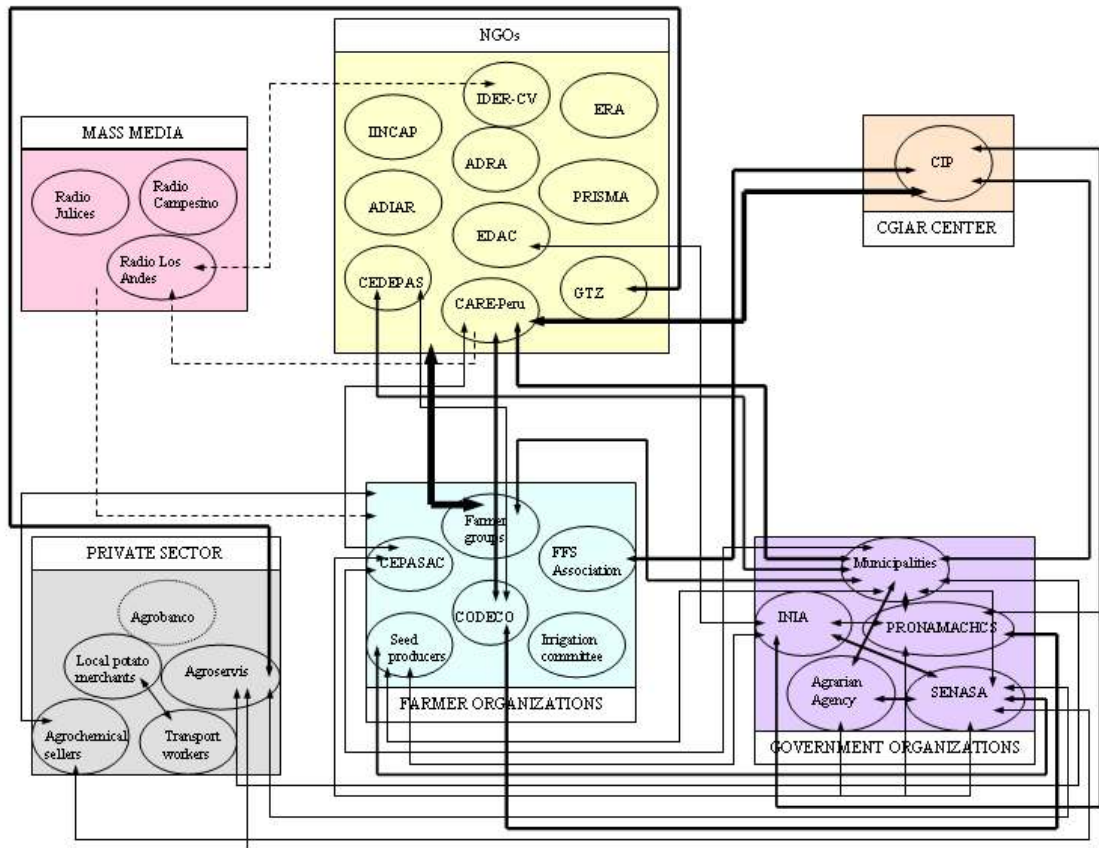 NGOs
IDER-CV
ERA
IINCAP
ADRA
PRISMA
ADIAR
EDAC
CEDEPAS
GTZ
CARE-Peru
MASS MEDIA
Radio
Julices
Radio
Campesino
Radio Los
Andes
CIP
CGIAR CENTER
Farmer
groups
CEPASAC
FFS
Association
CODECO
Seed
producers
Irrigation
committee
FARMER ORGANIZATIONS
PRIVATE SECTOR
Agrobanco
Local potato
merchants
Agroservis
Agrochemical
sellers
Transport
workers
Municipalities
INIA
PRONAMACHCS
Agrarian
Agency
SENASA
GOVERNMENT ORGANIZATIONS